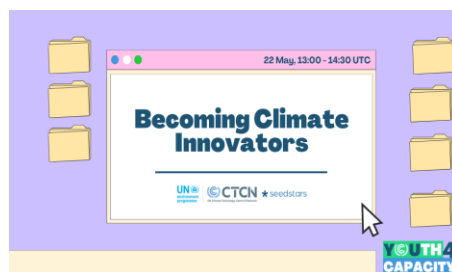 22 May, 13:00 - 14:30 UTC
Becoming Climate
Innovators
UN
environment
programme
CTCN
seedstars
YOUTH4
CAPACITY